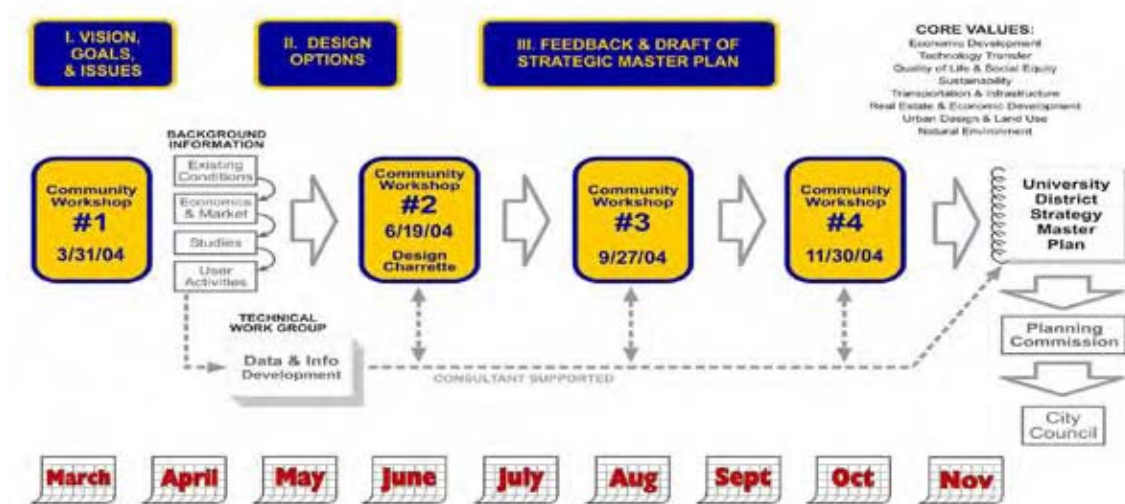 I. VISION,
GOALS,
& ISSUES
II. DESIGN
OPTIONS
III. FEEDBACK & DRAFT OF
STRATEGIC MASTER PLAN
CORE VALUES:
Economic Development
Technology Transfer
Quality of Life & Social Equity
Sustainability
Transportation & Infrastructure
Real Estate & Economic Development
Urban Design & Land Use
Natural Environment
Community
Workshop
#1
3/31/04
BACKGROUND
INFORMATION
Existing
Conditions
Economics
& Market
Studies
User
Activities
Community
Workshop
#2
6/19/04
Design
Charrette
Community
Workshop
#3
9/27/04
Community
Workshop
#4
11/30/04
University
District
Strategy
Master
Plan
TECHNICAL
WORK GROUP
Data & Info
Development
CONSULTANT SUPPORTED
Planning
Commission
City
Council
March
April
May
June
July
Aug
Sept
Oct
Nov